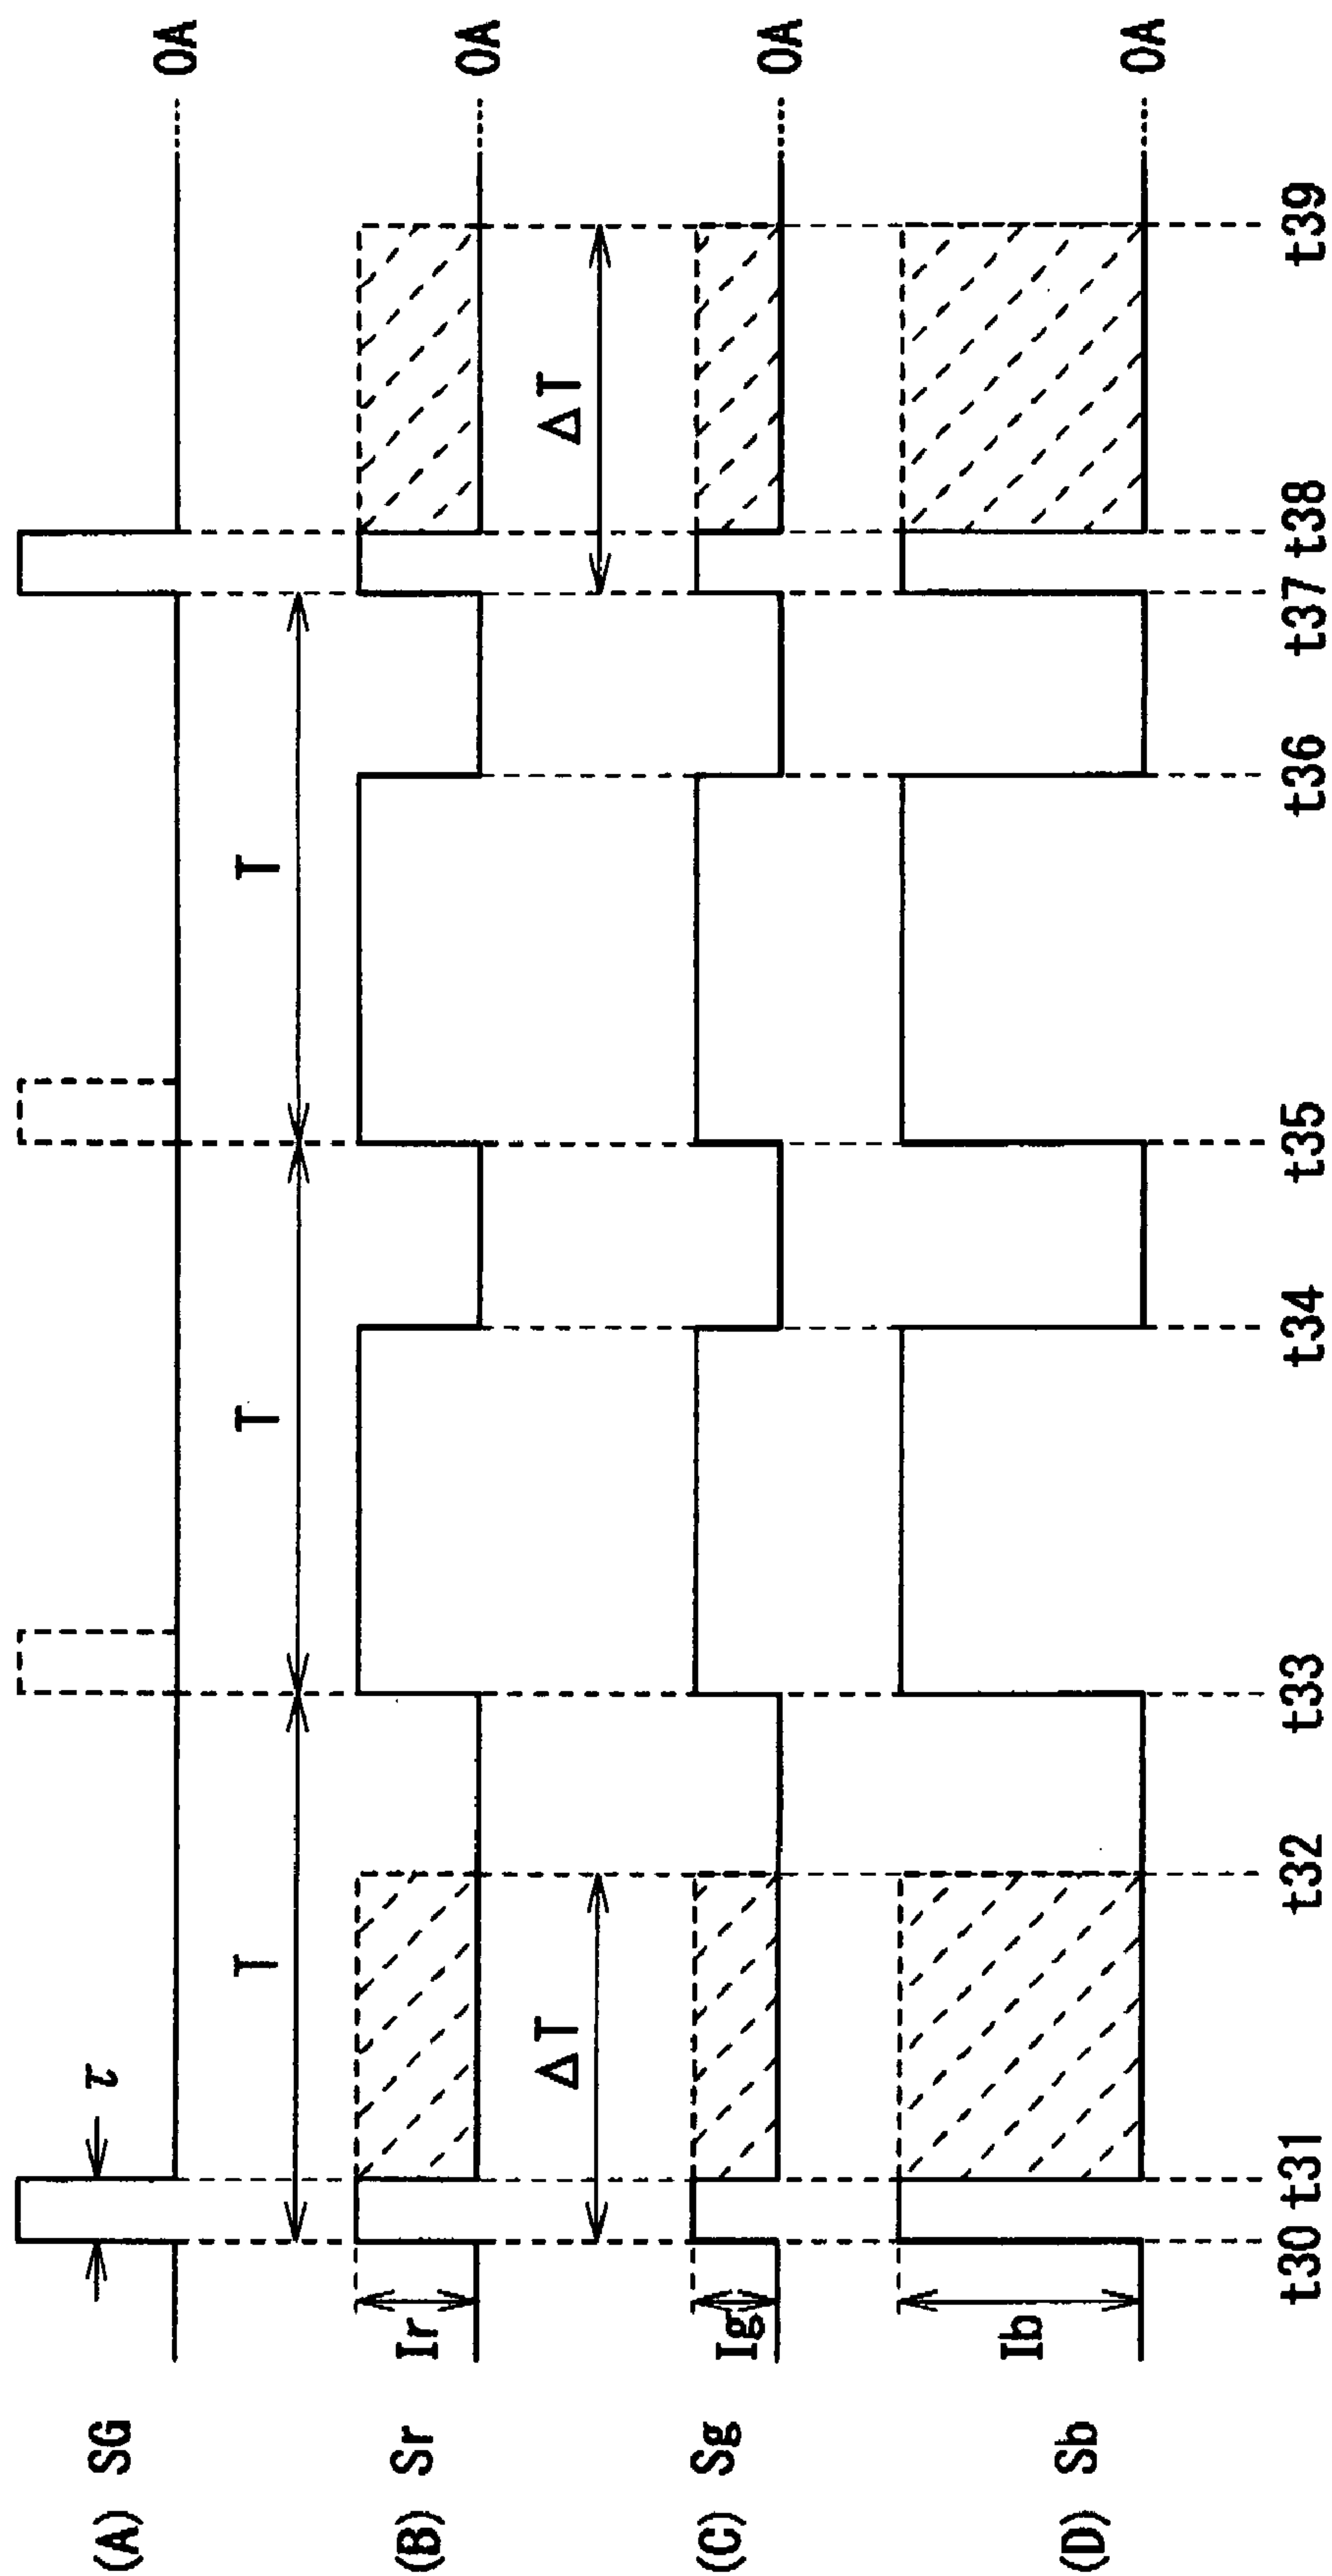 (A) SG
τ
0A
T
T
T
(B) Sr
Ir
0A
ΔT
ΔT
(C) Sg
Ig
0A
(D) Sb
Ib
0A
t30 t31 t32 t33 t34 t35 t36 t37 t38 t39